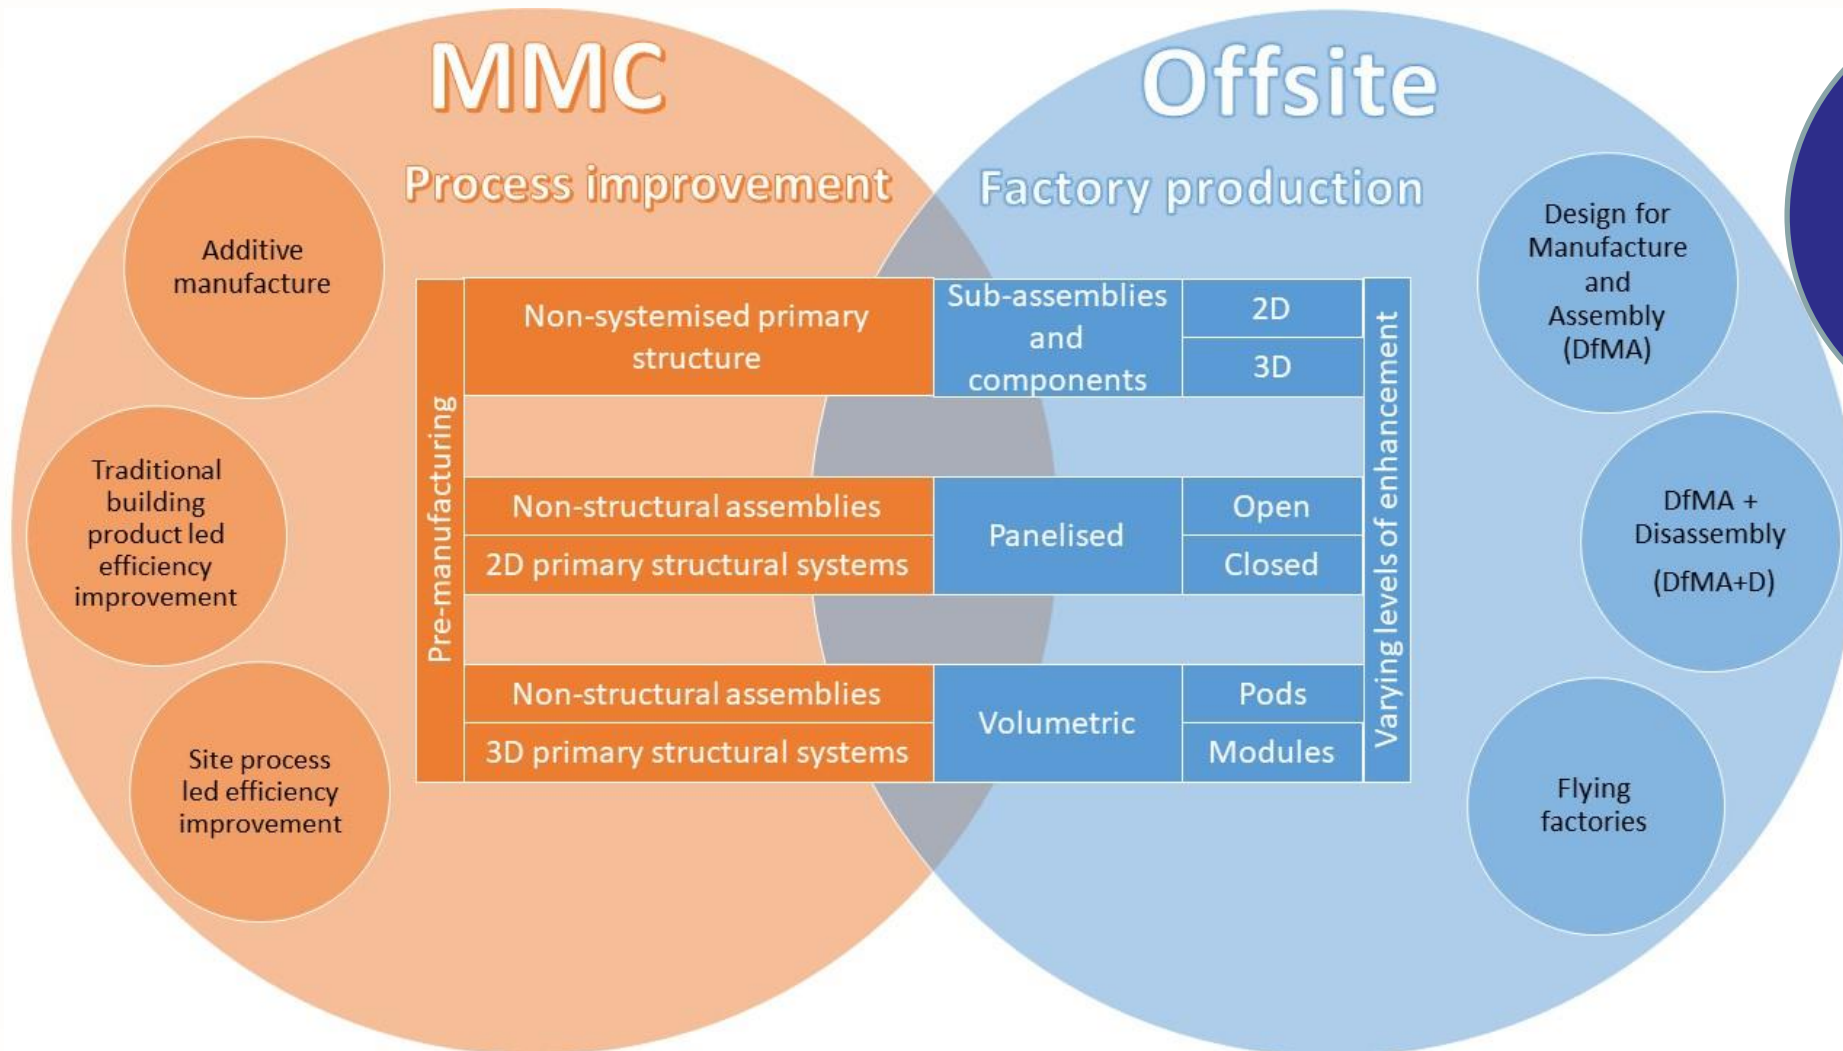 MMC
Process improvement
Additive
manufacture
Traditional
building
product led
efficiency
improvement
Site process
led efficiency
improvement
Pre-manufacturing
Non-systemised primary
structure
Non-structural assemblies
2D primary structural systems
Non-structural assemblies
3D primary structural systems
Offsite
Factory production
Sub-assemblies
and
components
2D
3D
Panelised
Open
Closed
Volumetric
Pods
Modules
Varying levels of enhancement
Design for
Manufacture
and
Assembly
(DfMA)
DfMA +
Disassembly
(DfMA+D)
Flying
factories